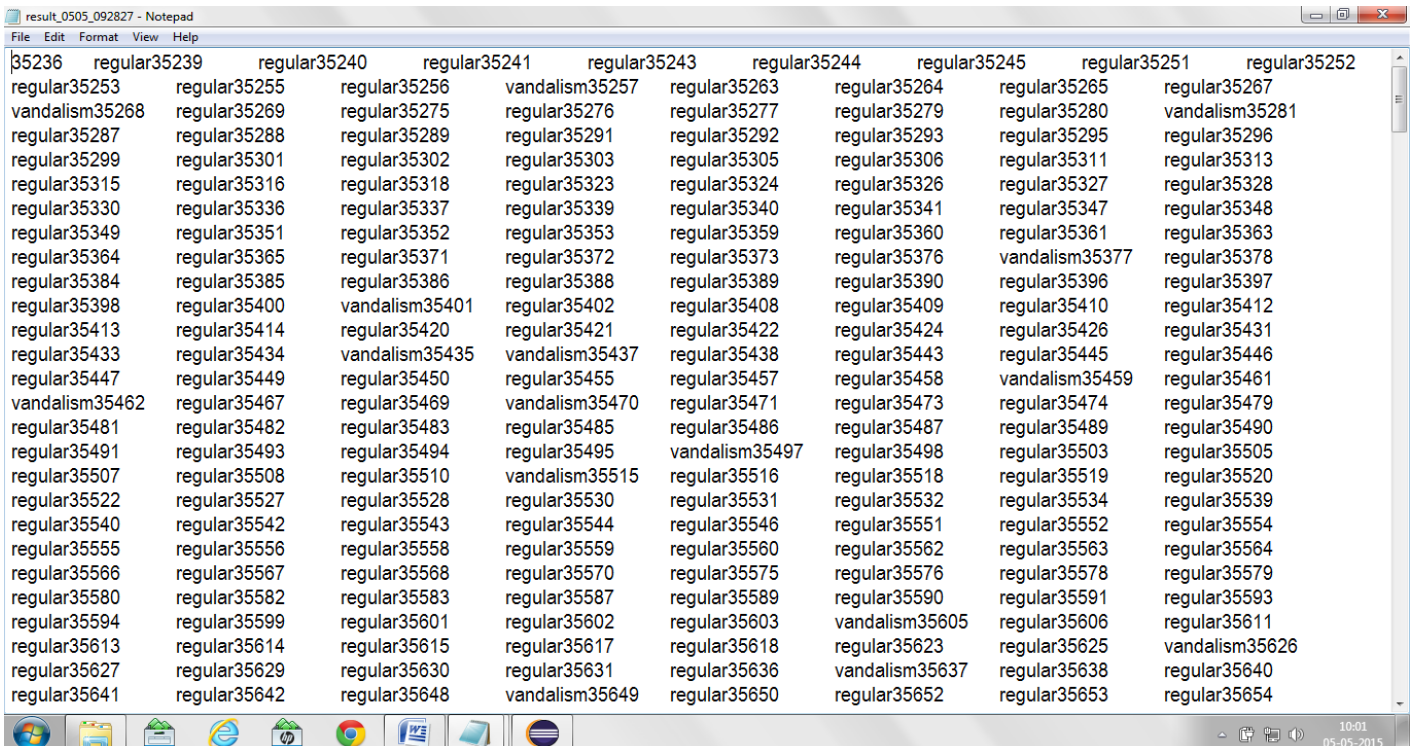 result_0505_092827 - Notepad
File Edit Format View Help
35236 regular35239 regular35240 regular35241 regular35243 regular35244 regular35245 regular35251 regular35252
regular35253 regular35255 regular35256 vandalism35257 regular35263 regular35264 regular35265 regular35267
vandalism35268 regular35269 regular35275 regular35276 regular35277 regular35279 regular35280 vandalism35281
regular35287 regular35288 regular35289 regular35291 regular35292 regular35293 regular35295 regular35296
regular35299 regular35301 regular35302 regular35303 regular35305 regular35306 regular35311 regular35313
regular35315 regular35316 regular35318 regular35323 regular35324 regular35326 regular35327 regular35328
regular35330 regular35336 regular35337 regular35339 regular35340 regular35341 regular35347 regular35348
regular35349 regular35351 regular35352 regular35353 regular35359 regular35360 regular35361 regular35363
regular35364 regular35365 regular35371 regular35372 regular35373 regular35376 vandalism35377 regular35378
regular35384 regular35385 regular35386 regular35388 regular35389 regular35390 regular35396 regular35397
regular35398 regular35400 vandalism35401 regular35402 regular35408 regular35409 regular35410 regular35412
regular35413 regular35414 regular35420 regular35421 regular35422 regular35424 regular35426 regular35431
regular35433 regular35434 vandalism35435 vandalism35437 regular35438 regular35443 regular35445 regular35446
regular35447 regular35449 regular35450 regular35455 regular35457 regular35458 vandalism35459 regular35461
vandalism35462 regular35467 regular35469 vandalism35470 regular35471 regular35473 regular35474 regular35479
regular35481 regular35482 regular35483 regular35485 regular35486 regular35487 regular35489 regular35490
regular35491 regular35493 regular35494 regular35495 vandalism35497 regular35498 regular35503 regular35505
regular35507 regular35508 regular35510 vandalism35515 regular35516 regular35518 regular35519 regular35520
regular35522 regular35527 regular35528 regular35530 regular35531 regular35532 regular35534 regular35539
regular35540 regular35542 regular35543 regular35544 regular35546 regular35551 regular35552 regular35554
regular35555 regular35556 regular35558 regular35559 regular35560 regular35562 regular35563 regular35564
regular35566 regular35567 regular35568 regular35570 regular35575 regular35576 regular35578 regular35579
regular35580 regular35582 regular35583 regular35587 regular35589 regular35590 regular35591 regular35593
regular35594 regular35599 regular35601 regular35602 regular35603 vandalism35605 regular35606 regular35611
regular35613 regular35614 regular35615 regular35617 regular35618 regular35623 regular35625 vandalism35626
regular35627 regular35629 regular35630 regular35631 regular35636 vandalism35637 regular35638 regular35640
regular35641 regular35642 regular35648 vandalism35649 regular35650 regular35652 regular35653 regular35654
10:01
05-05-2015